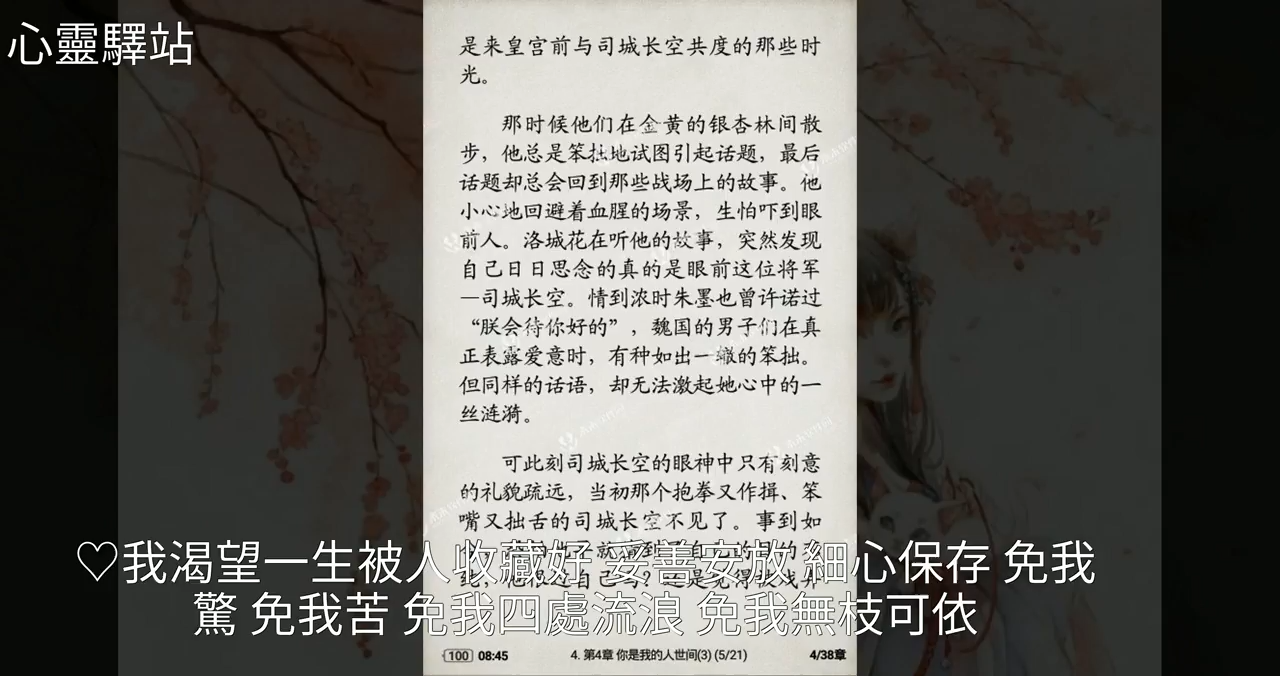 心靈驛站
是来皇宫前与司城长空共度的那些时
光。
那时候他们在金黄的银杏林间散
步，他总是笨拙地试图引起话题，最后
话题却总会回到那些战场上的故事。他
小心地回避着血腥的场景，生怕吓到眼
前人。洛城花在听他的故事，突然发现
自己日日思念的真的是眼前这位将军
—司城长空。情到浓时朱墨也曾许诺过
“朕会待你好的”，魏国的男子们在真
正表露爱意时，有种如出一辙的笨拙。
但同样的话语，却无法激起她心中的一
丝涟漪。
可此刻司城长空的眼神中只有刻意
的礼貌疏远，当初那个抱拳又作揖、笨
嘴又拙舌的司城长空不见了。事到如
♡我渴望一生被人收藏好 妥善安放 細心保存 免我
驚 免我苦 免我四處流浪 免我無枝可依
100 08:45 4. 第4章 你是我的人世间(3) (5/21) 4/38章